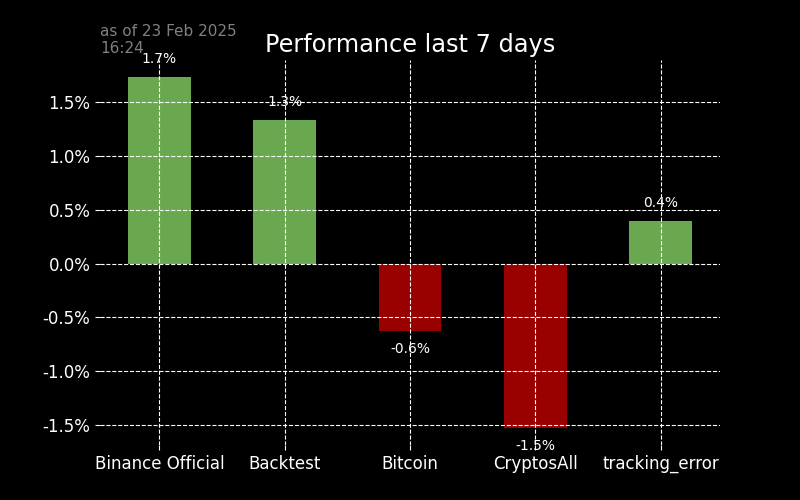 as of 23 Feb 2025
16:24
Performance last 7 days
1.7%
1.3%
-0.6%
-1.5%
0.4%
1.5%
1.0%
0.5%
0.0%
-0.5%
-1.0%
-1.5%
Binance Official
Backtest
Bitcoin
CryptosAll
tracking_error